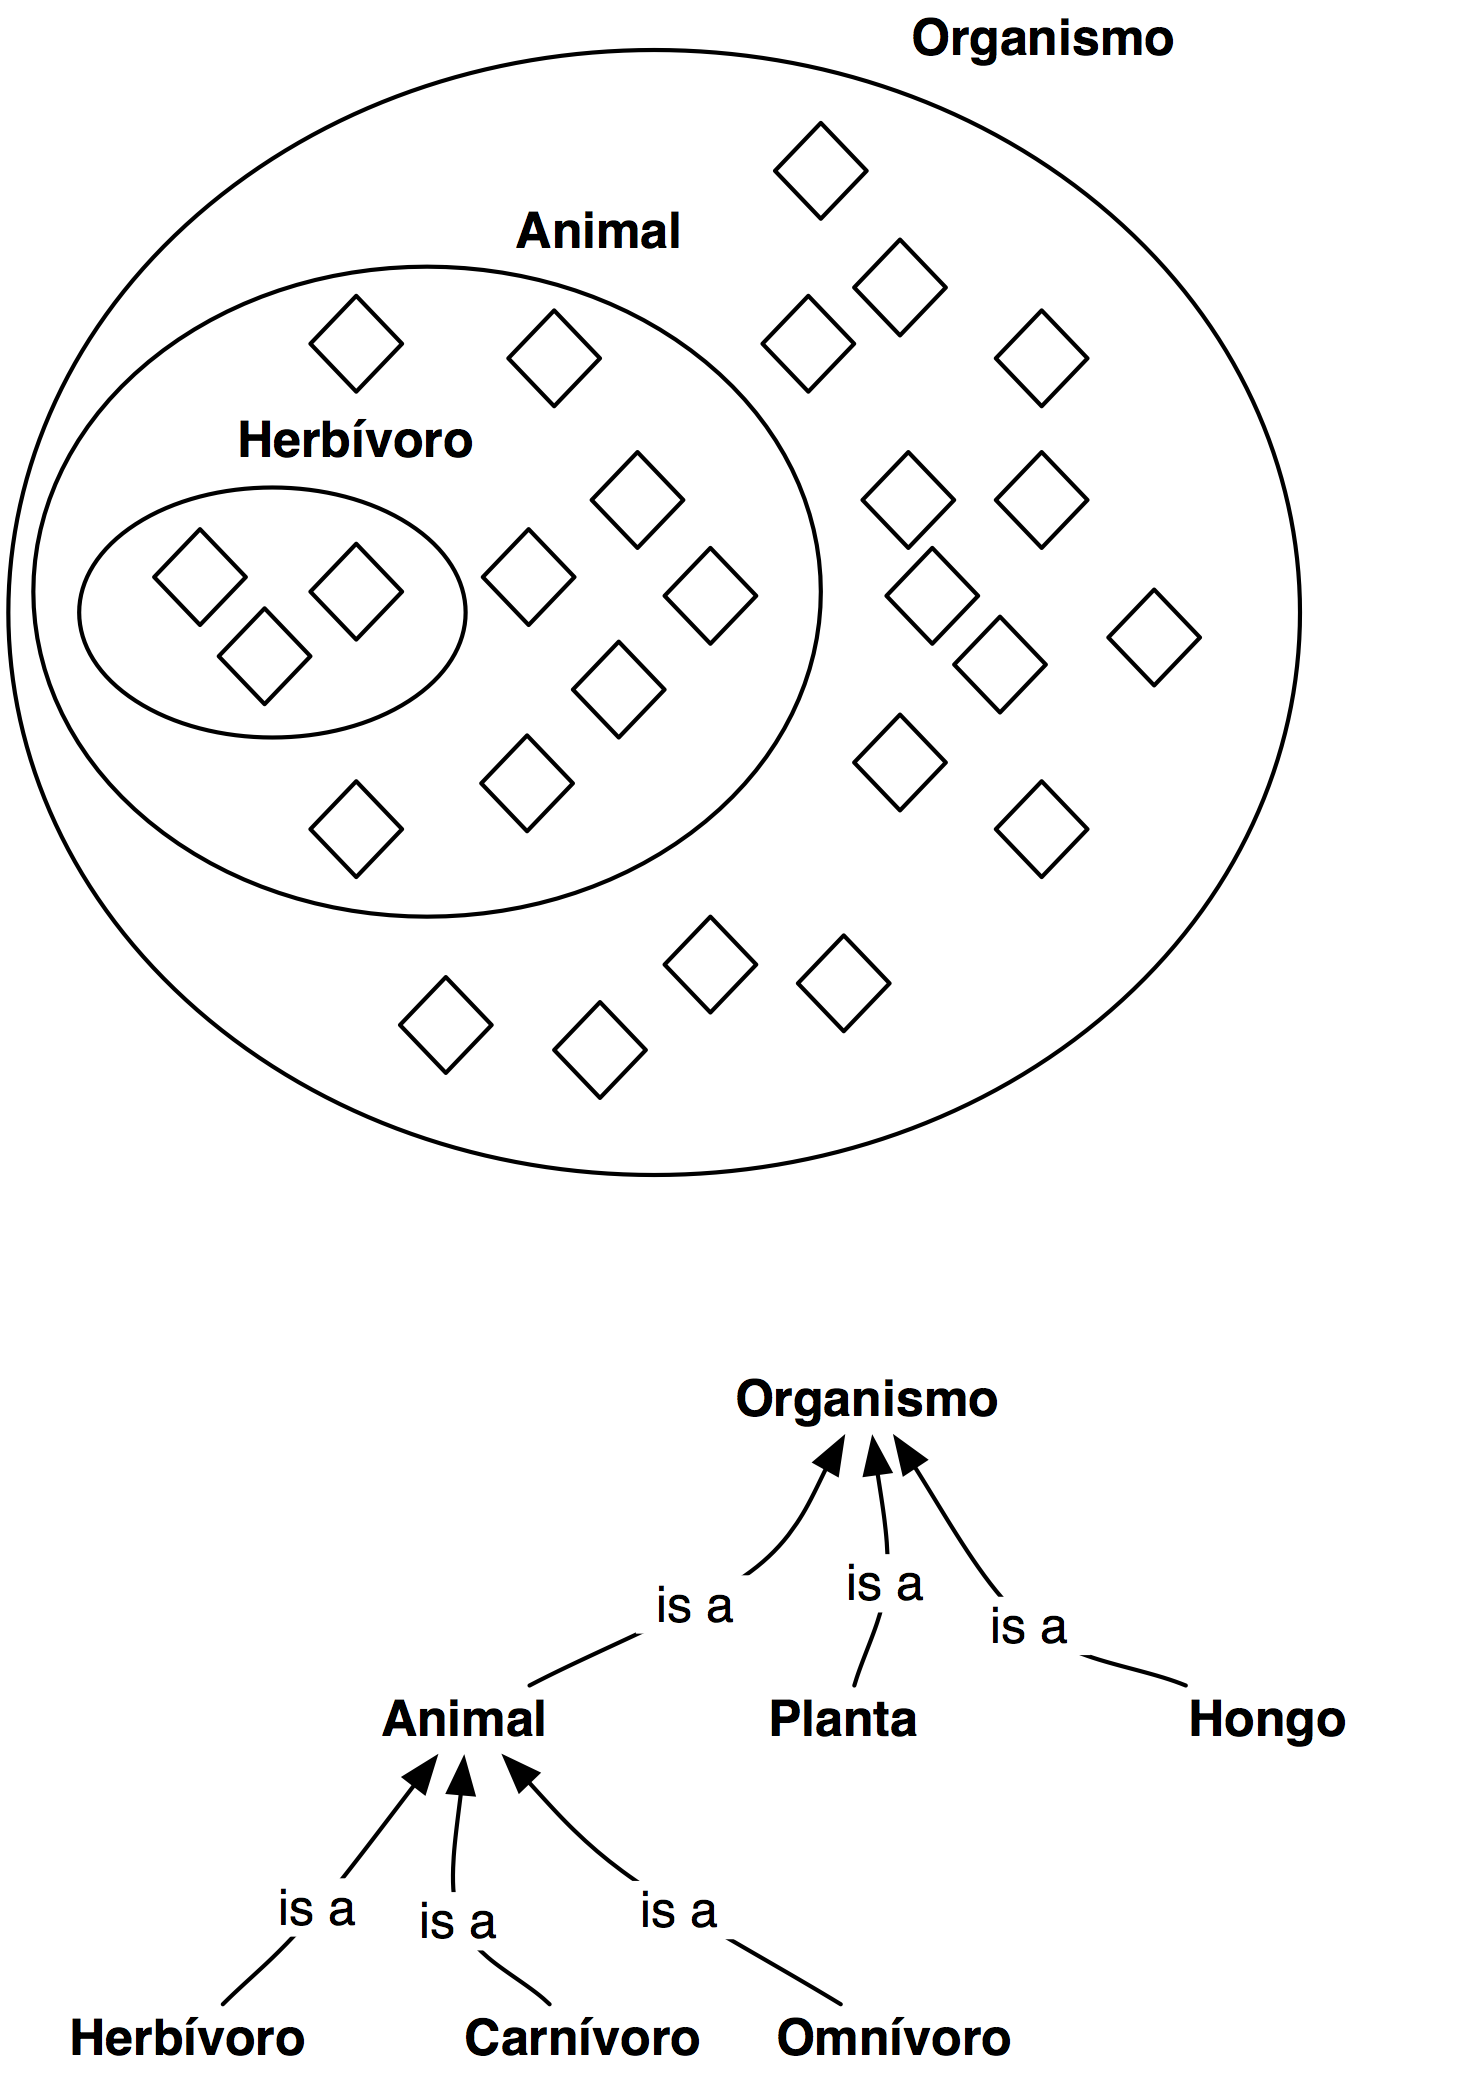 Organismo
Animal
Herbívoro
Organismo
is a
is a
is a
Animal
Planta
Hongo
is a
is a
is a
Herbívoro
Carnívoro
Omnívoro